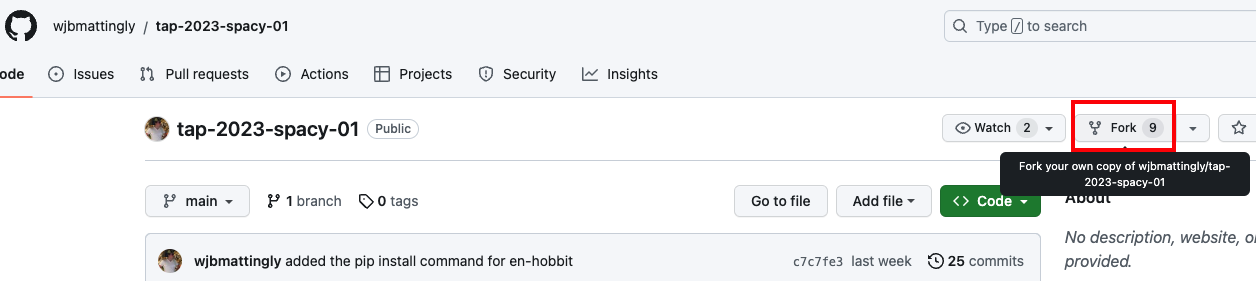 wjbmattingly / tap-2023-spacy-01
Type / to search
ode Issues Pull requests Actions Projects Security Insights
tap-2023-spacy-01 Public
Watch 2 Fork 9
Fork your own copy of wjbmattingly/tap-
2023-spacy-01
main 1 branch 0 tags Go to file Add file <> Code
About
wjbmattingly added the pip install command for en-hobbit c7c7fe3 last week 25 commits
No description, website, o
provided.